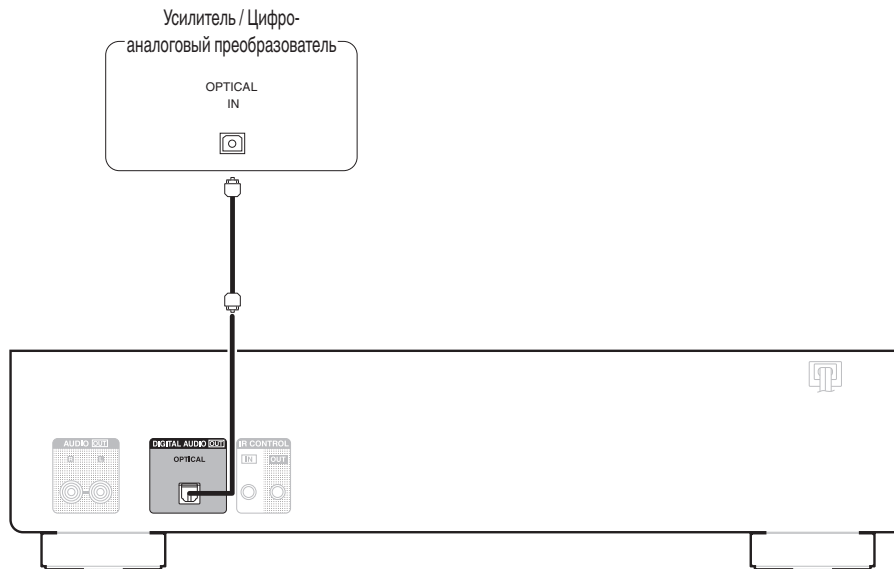 Усилитель / Цифро-
аналоговый преобразователь
OPTICAL
IN
AUDIO OUT
R L
DIGITAL AUDIO OUT
OPTICAL
IR CONTROL
IN OUT